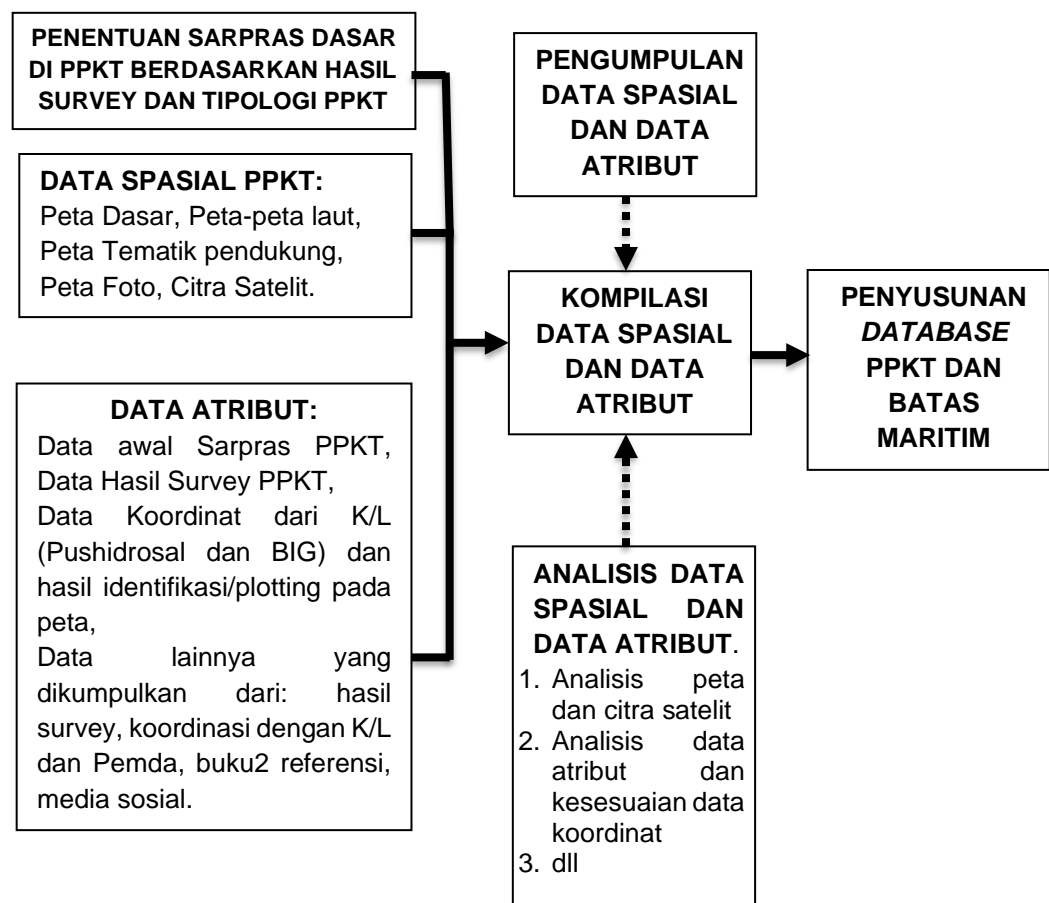 PENENTUAN SARPRAS DASAR
DI PPKT BERDASARKAN HASIL
SURVEY DAN TIPOLOGI PPKT
DATA SPASIAL PPKT:
Peta Dasar, Peta-peta laut,
Peta Tematik pendukung,
Peta Foto, Citra Satelit.
DATA ATRIBUT:
Data awal Sarpras PPKT,
Data Hasil Survey PPKT,
Data Koordinat dari K/L
(Pushidrosal dan BIG) dan
hasil identifikasi/plotting pada
peta,
Data lainnya yang
dikumpulkan dari: hasil
survey, koordinasi dengan K/L
dan Pemda, buku2 referensi,
media sosial.
PENGUMPULAN
DATA SPASIAL
DAN DATA
ATRIBUT
KOMPILASI
DATA SPASIAL
DAN DATA
ATRIBUT
ANALISIS DATA
SPASIAL DAN
DATA ATRIBUT.
1. Analisis peta
dan citra satelit
2. Analisis data
atribut dan
kesesuaian data
koordinat
3. dll
PENYUSUNAN
DATABASE
PPKT DAN
BATAS
MARITIM